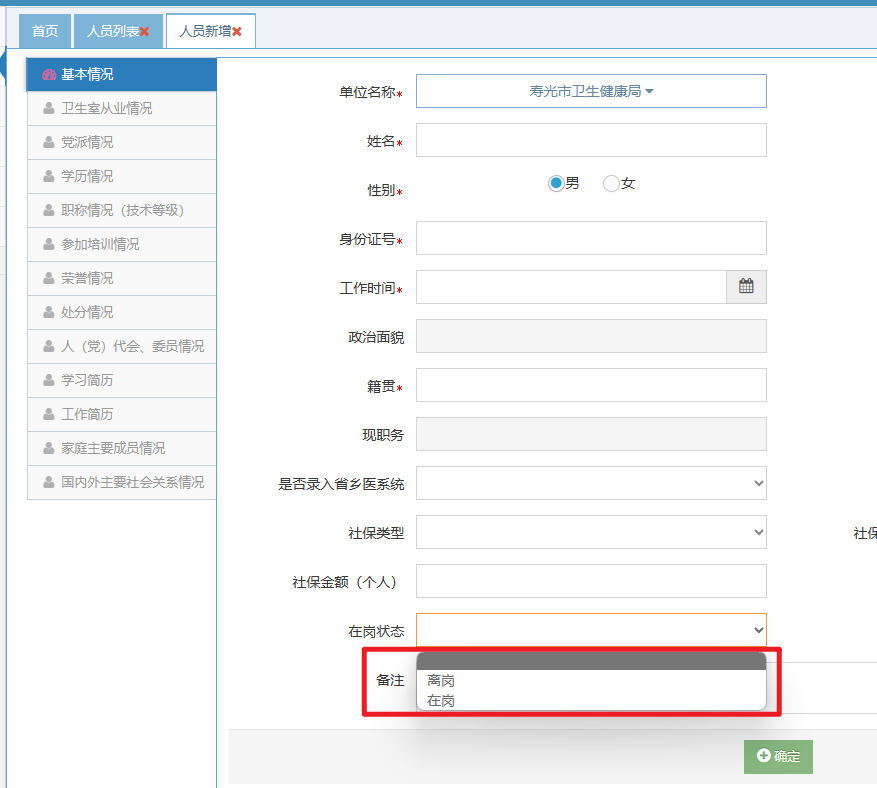 首页 人员列表 人员新增
基本情况
卫生室从业情况
党派情况
学历情况
职称情况（技术等级）
参加培训情况
荣誉情况
处分情况
人（党）代会、委员情况
学习简历
工作简历
家庭主要成员情况
国内外主要社会关系情况
单位名称* 寿光市卫生健康局
姓名*
性别* 男 女
身份证号*
工作时间*
政治面貌
籍贯*
现职务
是否录入省乡医系统
社保类型 社保
社保金额（个人）
在岗状态
备注
离岗
在岗
确定